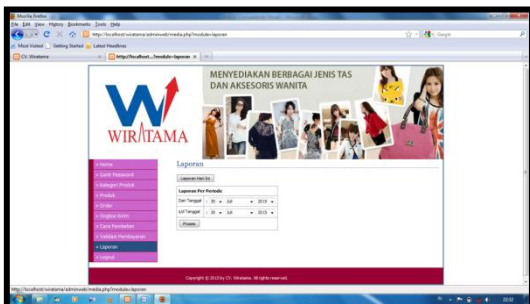 Mozilla Firefox
File Edit View History Bookmarks Tools Help
http://localhost/wiratama/adminweb/media.php?module=laporan
Google
Most Visited Getting Started Latest Headlines
CV. Wiratama
http://localhost...?module=laporan
MENYEDIAKAN BERBAGAI JENIS TAS
DAN AKSESORIS WANITA
WIRATAMA
» Home
» Ganti Password
» Kategori Produk
» Produk
» Order
» Ongkos Kirim
» Cara Pembelian
» Validasi Pembayaran
» Laporan
» Logout
Laporan
Laporan Hari Ini
Laporan Per Periode
Dari Tanggal : 20 Juli 2015
s/d Tanggal : 20 Juli 2015
Proses
Copyright © 2015 by CV. Wiratama. All rights reserved.
http://localhost/wiratama/adminweb/media.php?module=laporan